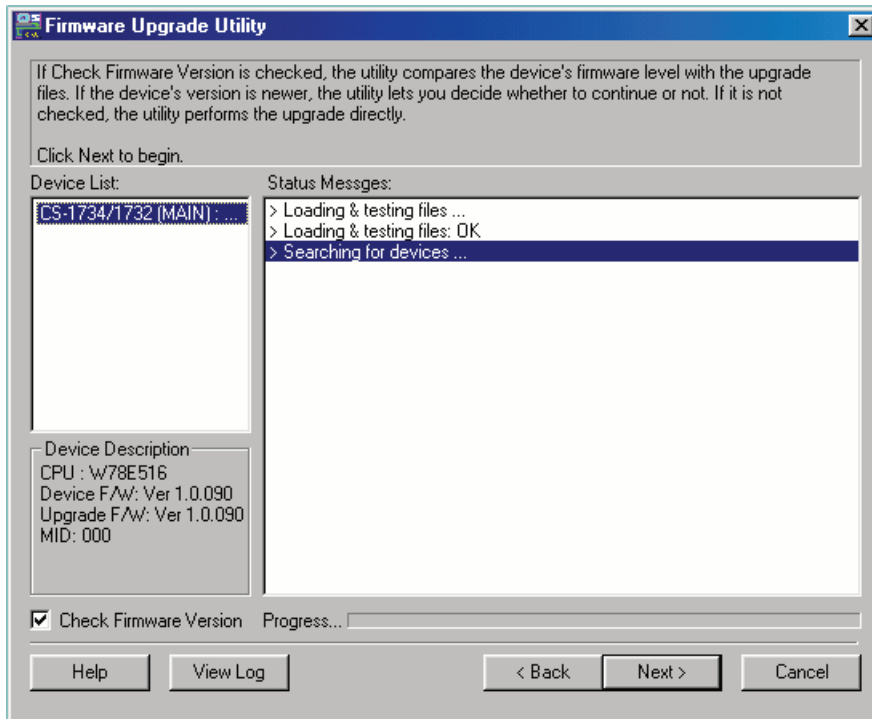 Firmware Upgrade Utility
If Check Firmware Version is checked, the utility compares the device's firmware level with the upgrade
files. If the device's version is newer, the utility lets you decide whether to continue or not. If it is not
checked, the utility performs the upgrade directly.
Click Next to begin.
Device List:
CS-1734/1732 (MAIN) : ...
Status Messges:
> Loading & testing files ...
> Loading & testing files: OK
> Searching for devices ...
Device Description
CPU : W78E516
Device F/W: Ver 1.0.090
Upgrade F/W: Ver 1.0.090
MID: 000
Check Firmware Version
Progress...
Help
View Log
< Back
Next >
Cancel